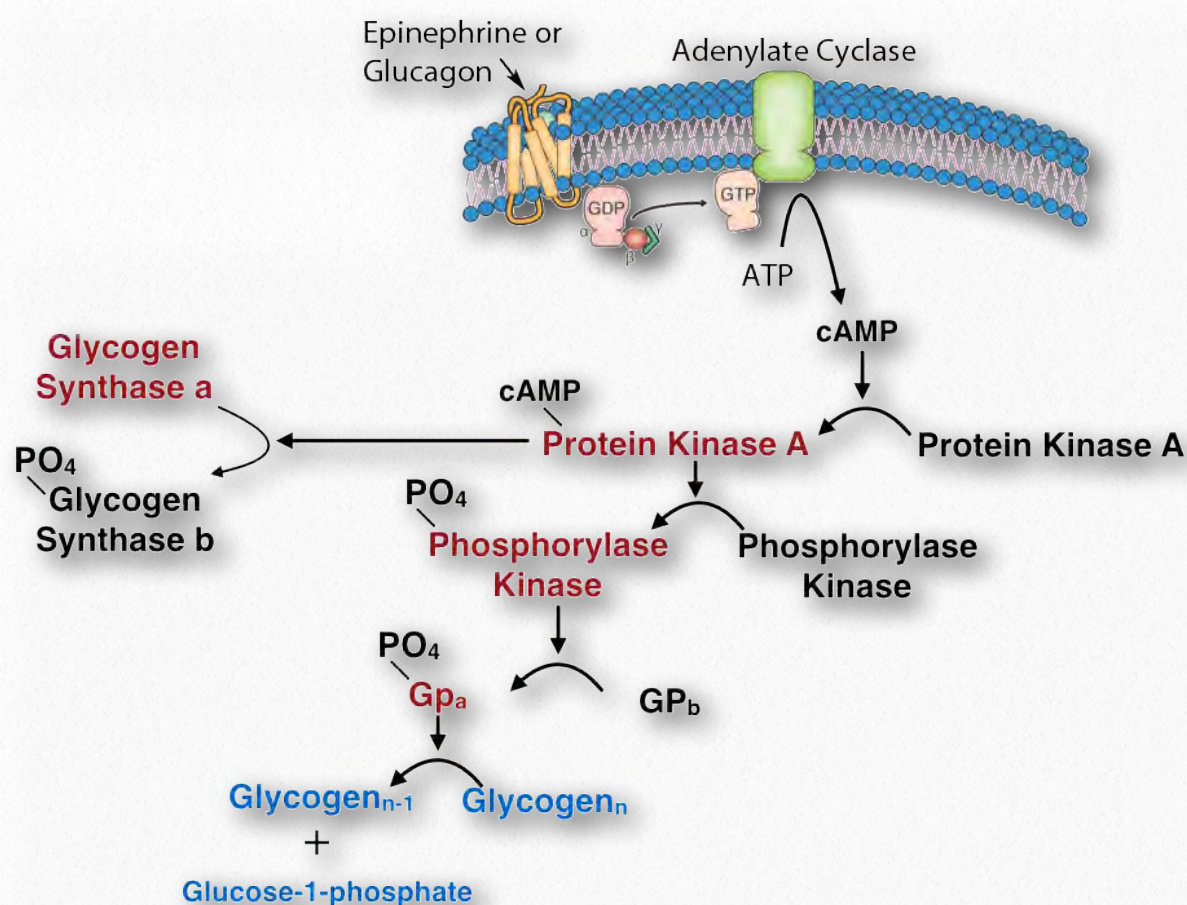 Epinephrine or
Glucagon
Adenylate Cyclase
GDP
GTP
α
β
γ
ATP
cAMP
Glycogen
Synthase a
cAMP
Protein Kinase A
Protein Kinase A
PO4
Glycogen
Synthase b
PO4
Phosphorylase
Kinase
Phosphorylase
Kinase
PO4
Gpa
GPb
Glycogenn-1
Glycogenn
+
Glucose-1-phosphate